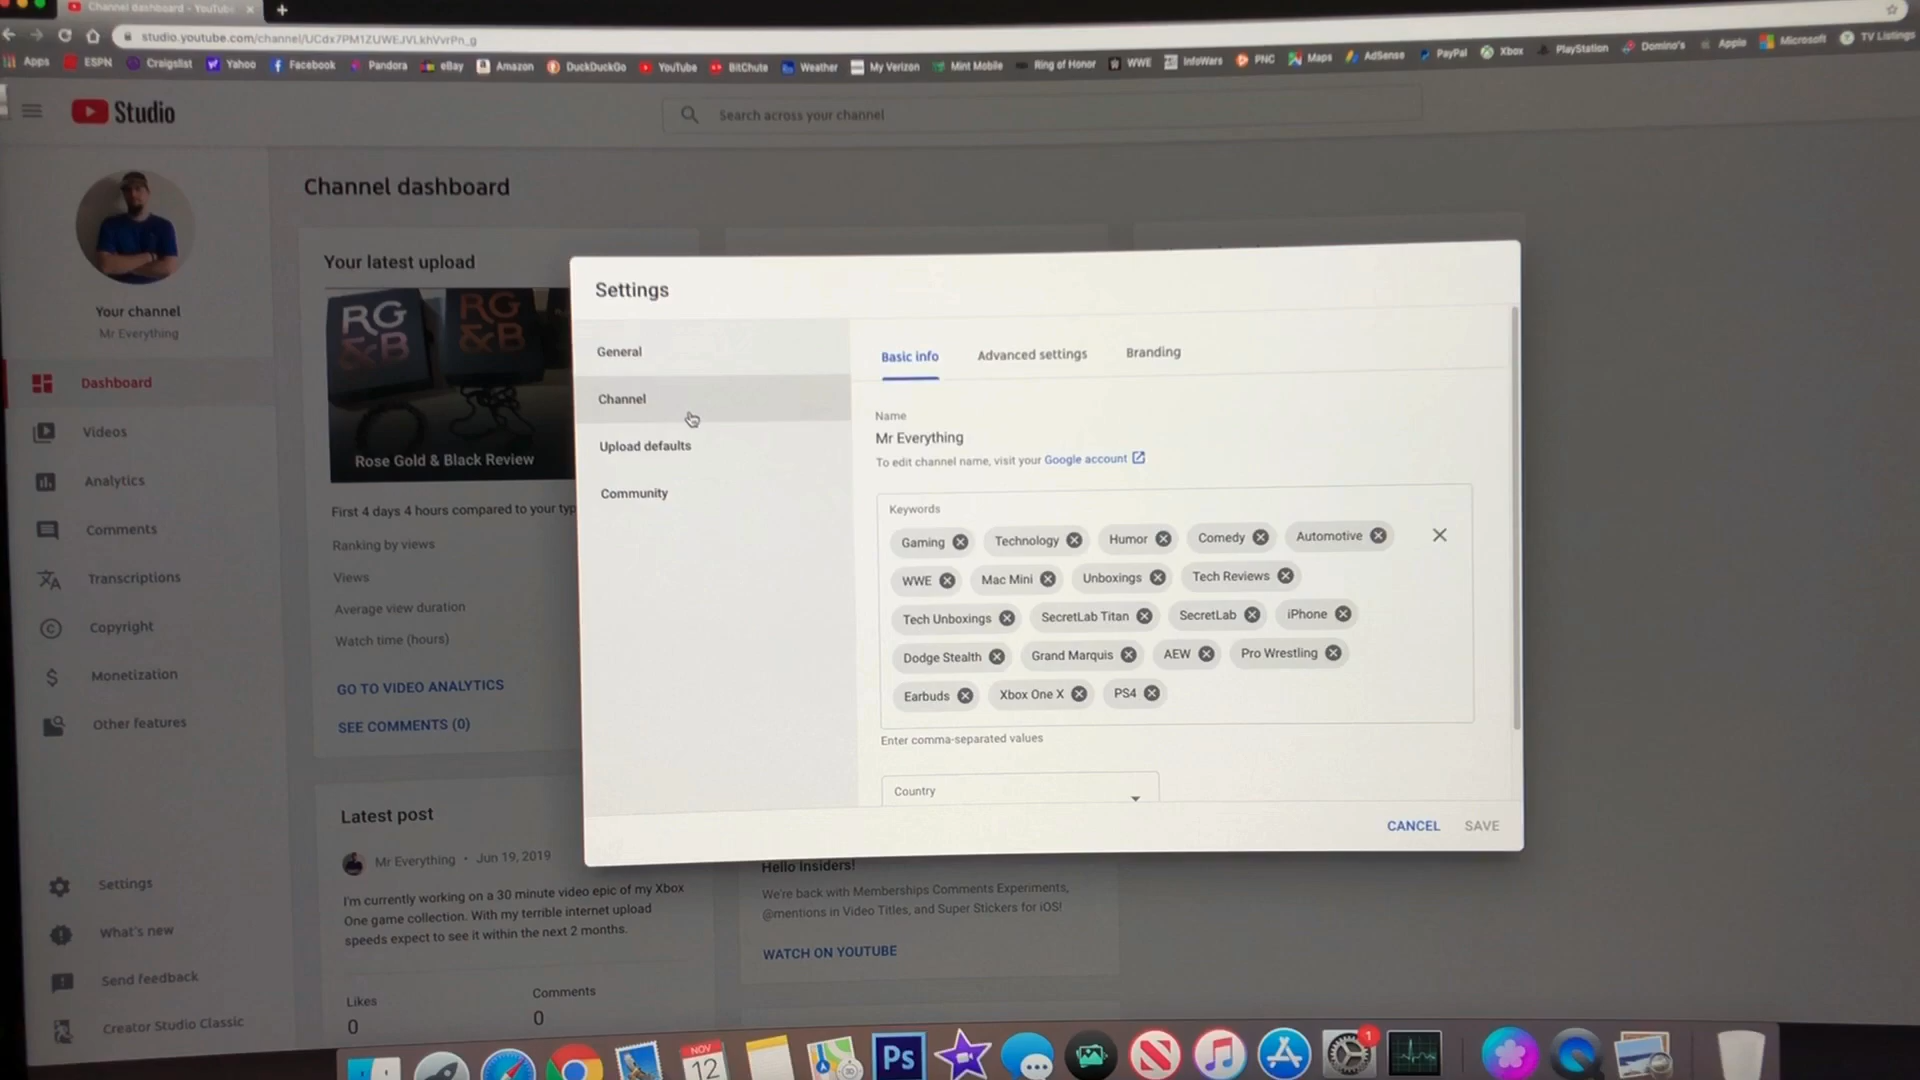 Channel dashboard - YouTube
studio.youtube.com/channel/UCdx7PM1ZUWEJVLkhVvrPn_g
Apps ESPN Craigslist Yahoo Facebook Pandora eBay Amazon DuckDuckGo YouTube BitChute Weather My Verizon Mint Mobile Ring of Honor WWE InfoWars PNC Maps AdSense PayPal Xbox PlayStation Domino's Apple Microsoft TV Listings
Studio
Search across your channel
Your channel
Mr Everything
Dashboard
Videos
Analytics
Comments
Transcriptions
Copyright
Monetization
Other features
Settings
What's new
Send feedback
Creator Studio Classic
Channel dashboard
Your latest upload
RG &B RG &B
Rose Gold & Black Review
First 4 days 4 hours compared to your typ
Ranking by views
Views
Average view duration
Watch time (hours)
GO TO VIDEO ANALYTICS
SEE COMMENTS (0)
Latest post
Mr Everything • Jun 19, 2019
I'm currently working on a 30 minute video epic of my Xbox
One game collection. With my terrible internet upload
speeds expect to see it within the next 2 months.
Likes Comments
0 0
Settings
General
Channel
Upload defaults
Community
Basic info Advanced settings Branding
Name
Mr Everything
To edit channel name, visit your Google account
Keywords
Gaming Technology Humor Comedy Automotive
WWE Mac Mini Unboxings Tech Reviews
Tech Unboxings SecretLab Titan SecretLab iPhone
Dodge Stealth Grand Marquis AEW Pro Wrestling
Earbuds Xbox One X PS4
Enter comma-separated values
Country
CANCEL SAVE
Hello Insiders!
We're back with Memberships Comments Experiments,
@mentions in Video Titles, and Super Stickers for iOS!
WATCH ON YOUTUBE
NOV
12
Ps
1